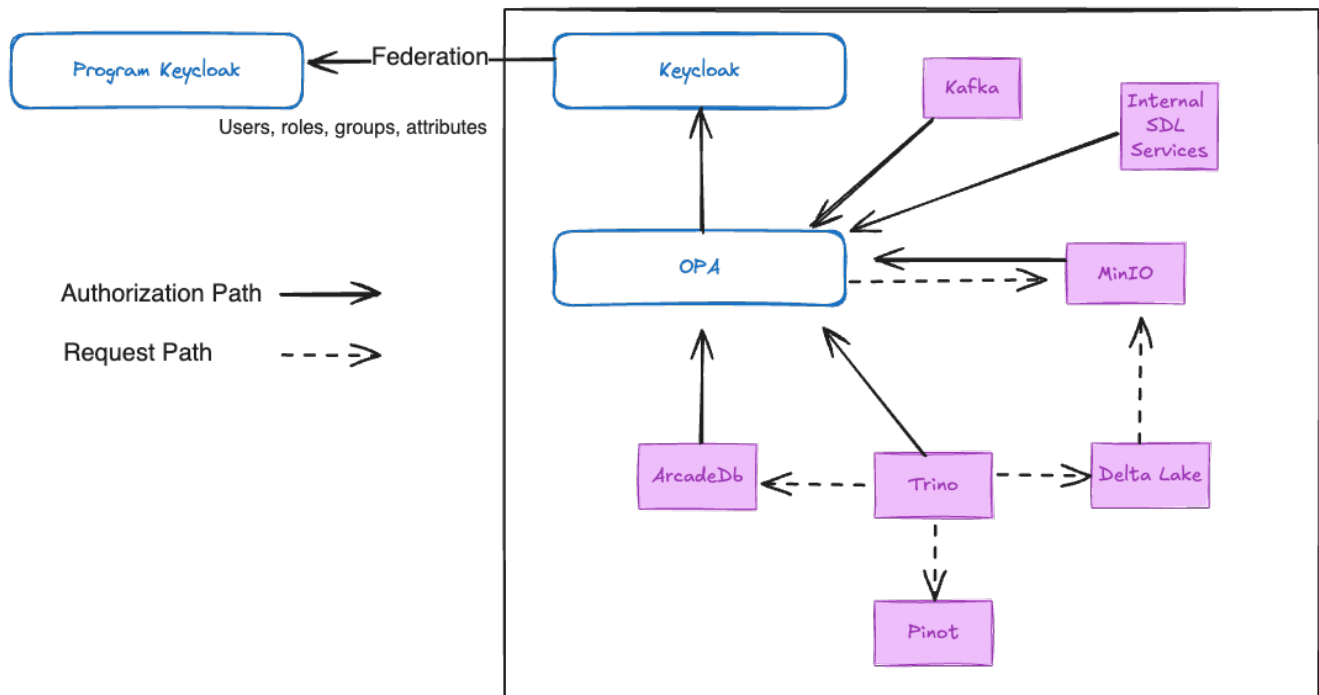 Program Keycloak
Federation
Keycloak
Users, roles, groups, attributes
Kafka
Internal
SDL
Services
OPA
MinIO
Authorization Path
Request Path
ArcadeDb
Trino
Delta Lake
Pinot